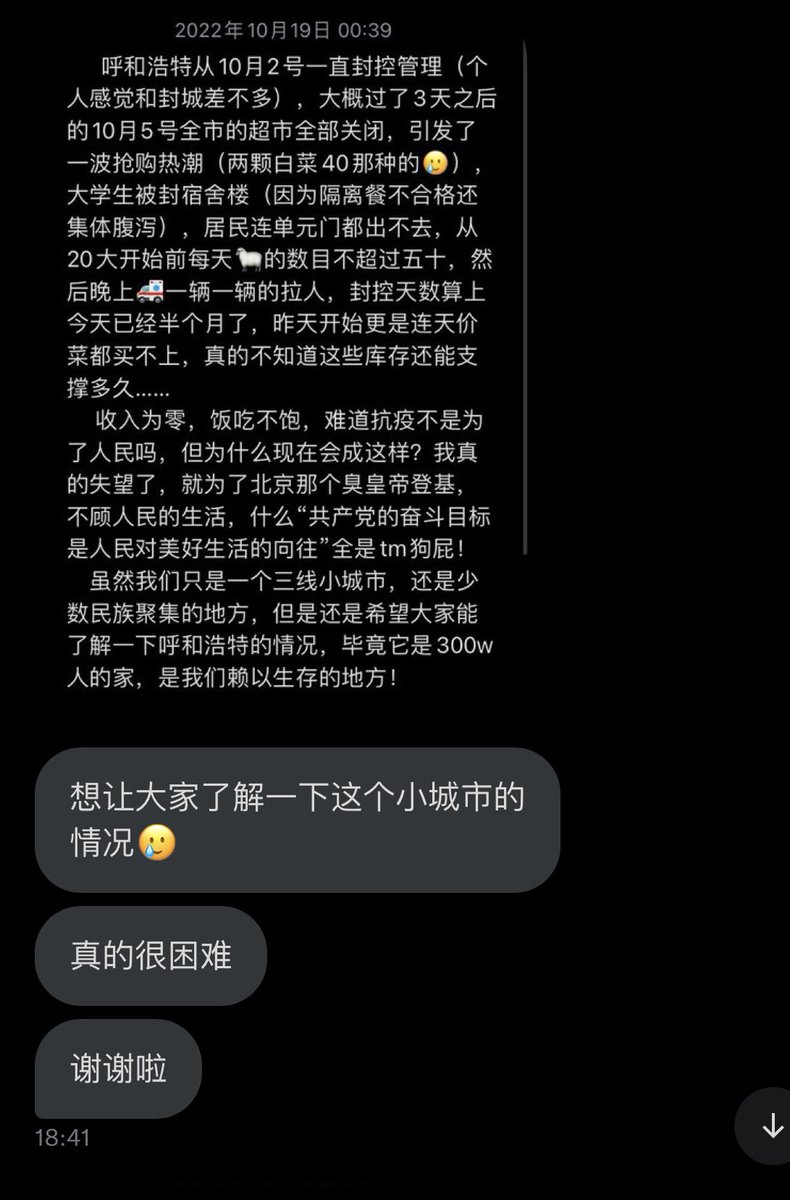 2022年10月19日 00:39
呼和浩特从10月2号一直封控管理（个
人感觉和封城差不多），大概过了3天之后
的10月5号全市的超市全部关闭，引发了
一波抢购热潮（两颗白菜40那种的🥲），
大学生被封宿舍楼（因为隔离餐不合格还
集体腹泻），居民连单元门都出不去，从
20大开始前每天🐑的数目不超过五十，然
后晚上🚑一辆一辆的拉人，封控天数算上
今天已经半个月了，昨天开始更是连天价
菜都买不上，真的不知道这些库存还能支
撑多久……
收入为零，饭吃不饱，难道抗疫不是为
了人民吗，但为什么现在会成这样？我真
的失望了，就为了北京那个臭皇帝登基，
不顾人民的生活，什么“共产党的奋斗目标
是人民对美好生活的向往”全是tm狗屁！
虽然我们只是一个三线小城市，还是少
数民族聚集的地方，但是还是希望大家能
了解一下呼和浩特的情况，毕竟它是300w
人的家，是我们赖以生存的地方！
想让大家了解一下这个小城市的
情况🥲
真的很困难
谢谢啦
18:41